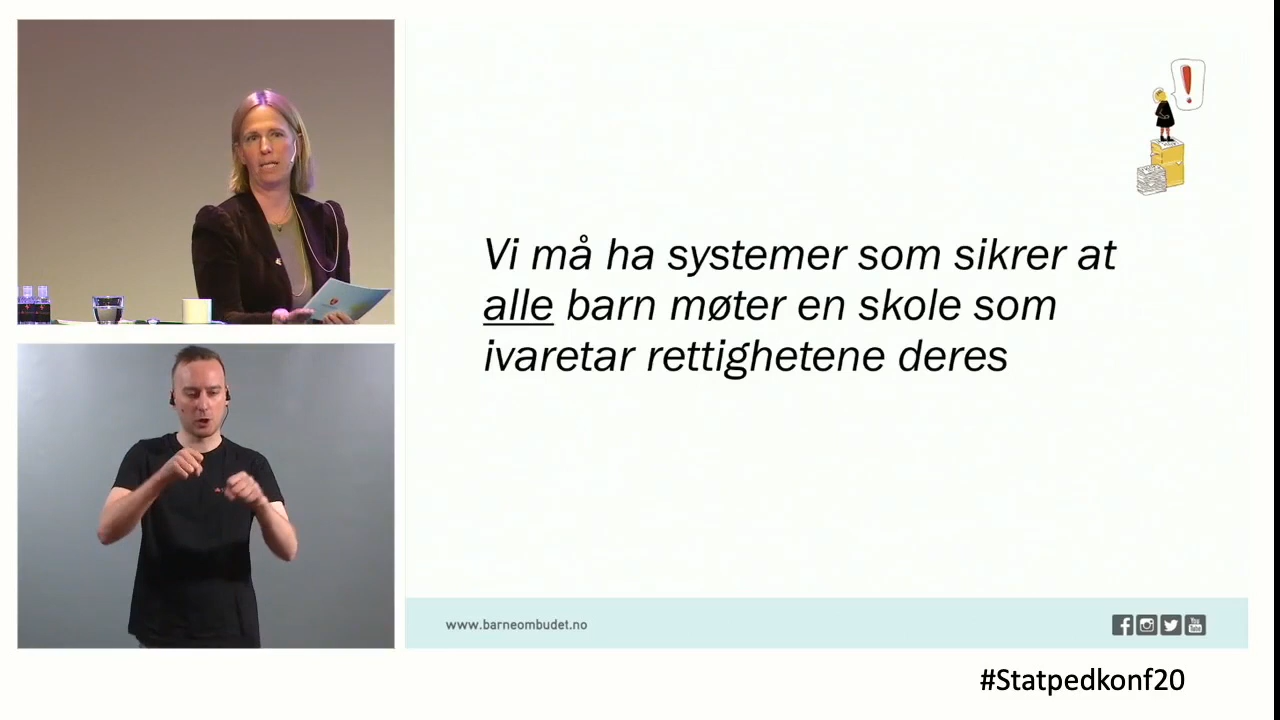 Vi må ha systemer som sikrer at
alle barn møter en skole som
ivaretar rettighetene deres
www.barneombudet.no
#Statpedkonf20